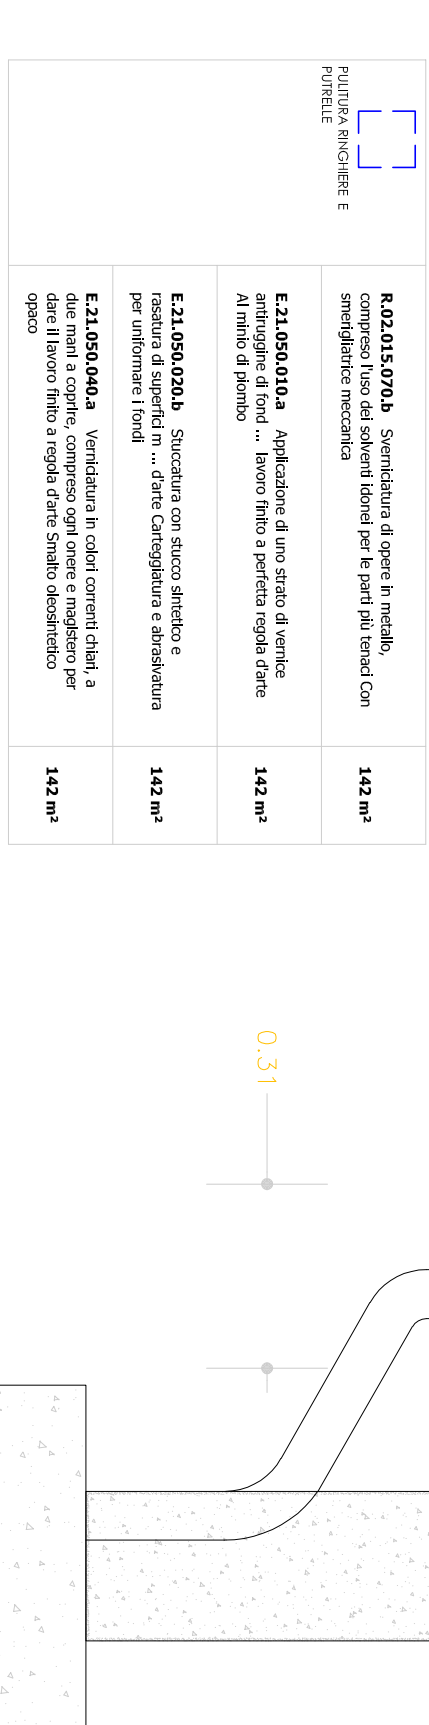 PULITURA RINGHIERE E
PUTRELLE
R.02.015.070.b Sverniciatura di opere in metallo,
compreso l'uso dei solventi idonei per le parti più tenaci Con
smerigliatrice meccanica
142 m²
E.21.050.010.a Applicazione di uno strato di vernice
antiruggine di fond ... lavoro finito a perfetta regola d'arte
Al minio di piombo
142 m²
E.21.050.020.b Stuccatura con stucco sintetico e
rasatura di superfici m ... d'arte Carteggiatura e abrasivatura
per uniformare i fondi
142 m²
E.21.050.040.a Verniciatura in colori correnti chiari, a
due mani a coprire, compreso ogni onere e magistero per
dare il lavoro finito a regola d'arte Smalto oleosintetico
opaco
142 m²
0.31